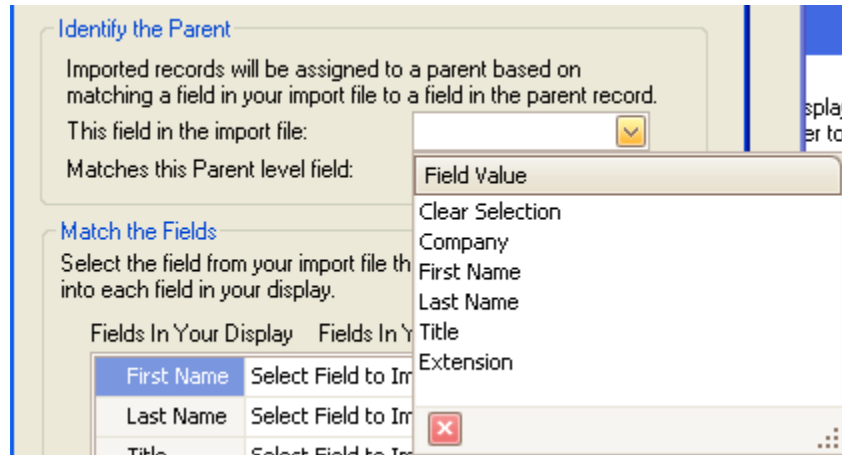 Identify the Parent
Imported records will be assigned to a parent based on
matching a field in your import file to a field in the parent record.
This field in the import file:
Matches this Parent level field:
Field Value
Clear Selection
Company
First Name
Last Name
Title
Extension
Match the Fields
Select the field from your import file
into each field in your display.
Fields In Your Display Fields In
First Name Select Field to
Last Name Select Field to
Title Select Field to